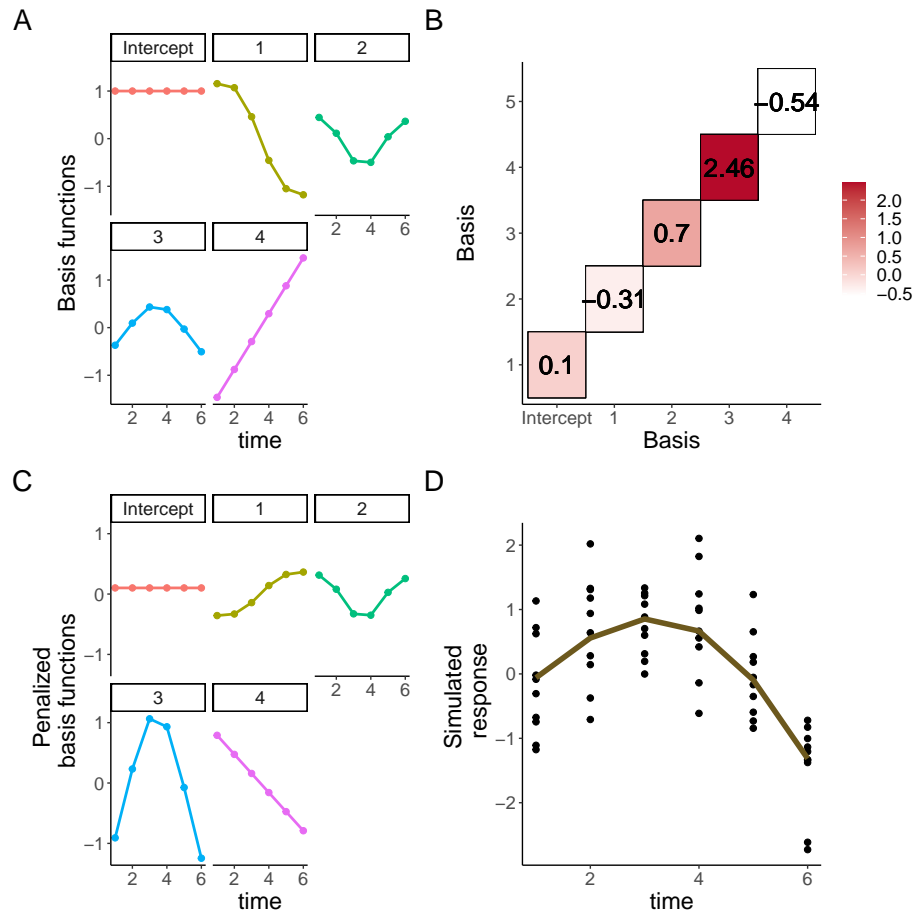 A
Intercept 1 2
1
0
−1
2 4 6
3 4
1
0
−1
2 4 6 2 4 6
Basis functions
time
B
5
4
3
2
1
Basis
−0.54
2.46
0.7
−0.31
0.1
Intercept 1 2 3 4
Basis
2.0
1.5
1.0
0.5
0.0
−0.5
C
Intercept 1 2
1
0
−1
2 4 6
3 4
1
0
−1
2 4 6 2 4 6
Penalized
basis functions
time
D
2
1
0
−1
−2
Simulated
response
2 4 6
time